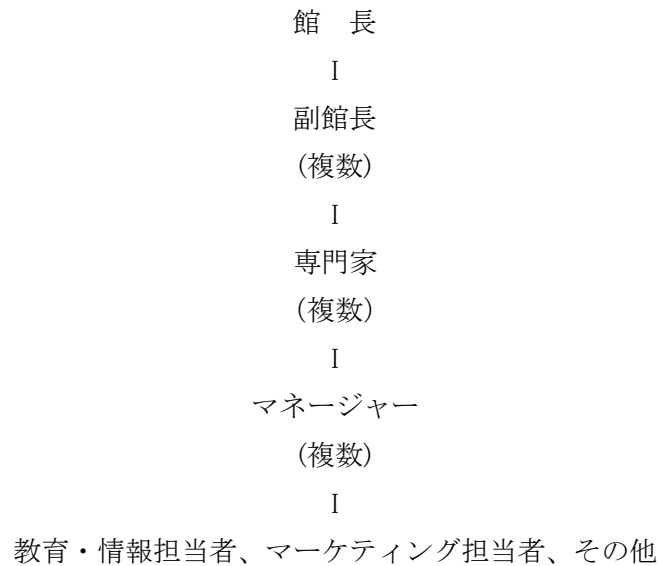 館　長
I
副館長
(複数)
I
専門家
(複数)
I
マネージャー
(複数)
I
教育・情報担当者、マーケティング担当者、その他